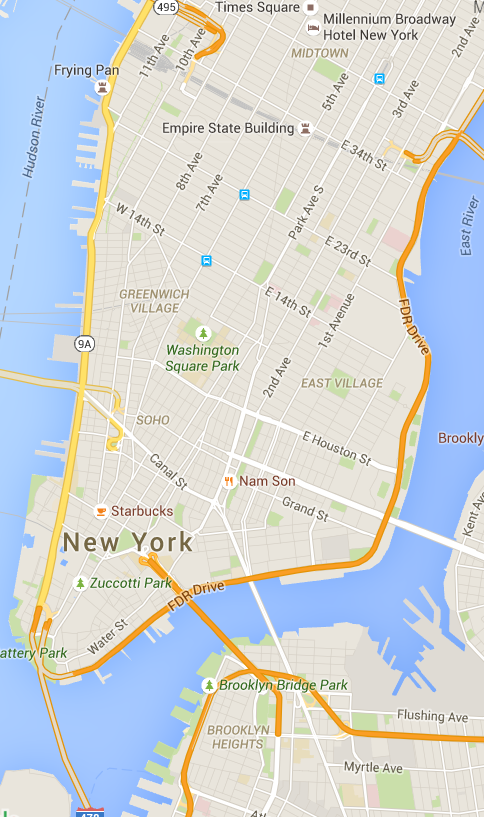 495
Times Square
Millennium Broadway
Hotel New York
11th Ave
10th Ave
MIDTOWN
2nd Ave
Frying Pan
5th Ave
3rd Ave
Hudson River
Empire State Building
E 34th St
8th Ave
7th Ave
Park Ave S
East River
W 14th St
E 23rd St
GREENWICH
VILLAGE
E 14th St
1st Avenue
FDR Drive
9A
Washington
Square Park
2nd Ave
EAST VILLAGE
SOHO
E Houston St
Brookly
Canal St
Nam Son
Kent Ave
Starbucks
Grand St
New York
Zuccotti Park
FDR Drive
Water St
attery Park
Brooklyn Bridge Park
Flushing Ave
BROOKLYN
HEIGHTS
Myrtle Ave
478